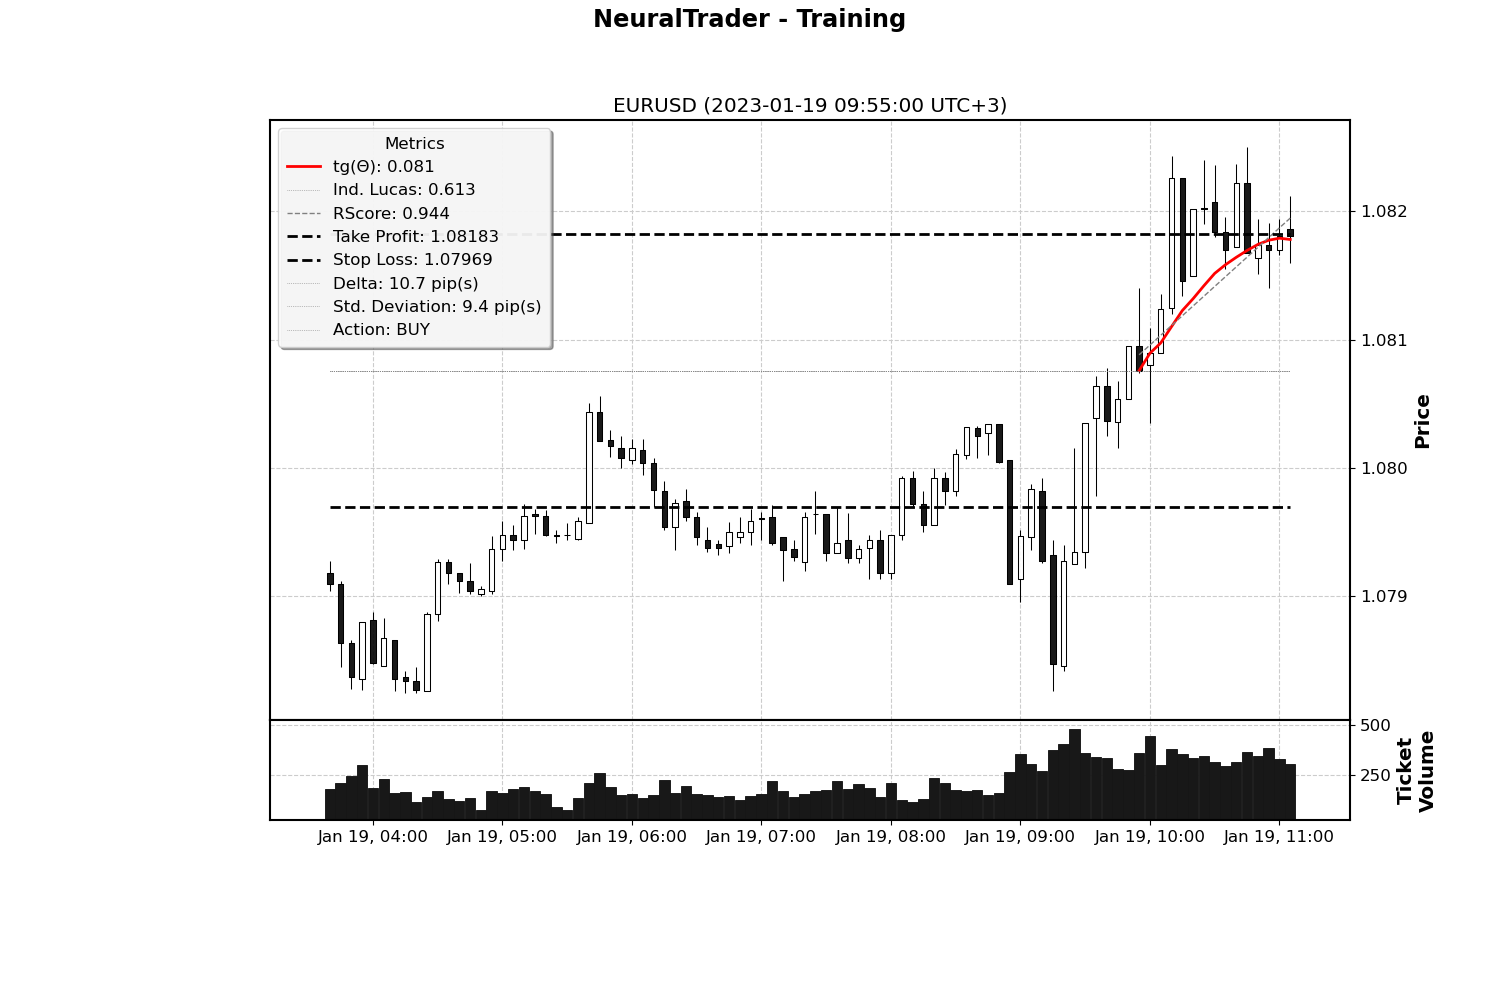 NeuralTrader - Training
EURUSD (2023-01-19 09:55:00 UTC+3)
Metrics
tg(Θ): 0.081
Ind. Lucas: 0.613
RScore: 0.944
Take Profit: 1.08183
Stop Loss: 1.07969
Delta: 10.7 pip(s)
Std. Deviation: 9.4 pip(s)
Action: BUY
1.082
1.081
1.080
1.079
Price
500
250
Ticket
Volume
Jan 19, 04:00 Jan 19, 05:00 Jan 19, 06:00 Jan 19, 07:00 Jan 19, 08:00 Jan 19, 09:00 Jan 19, 10:00 Jan 19, 11:00